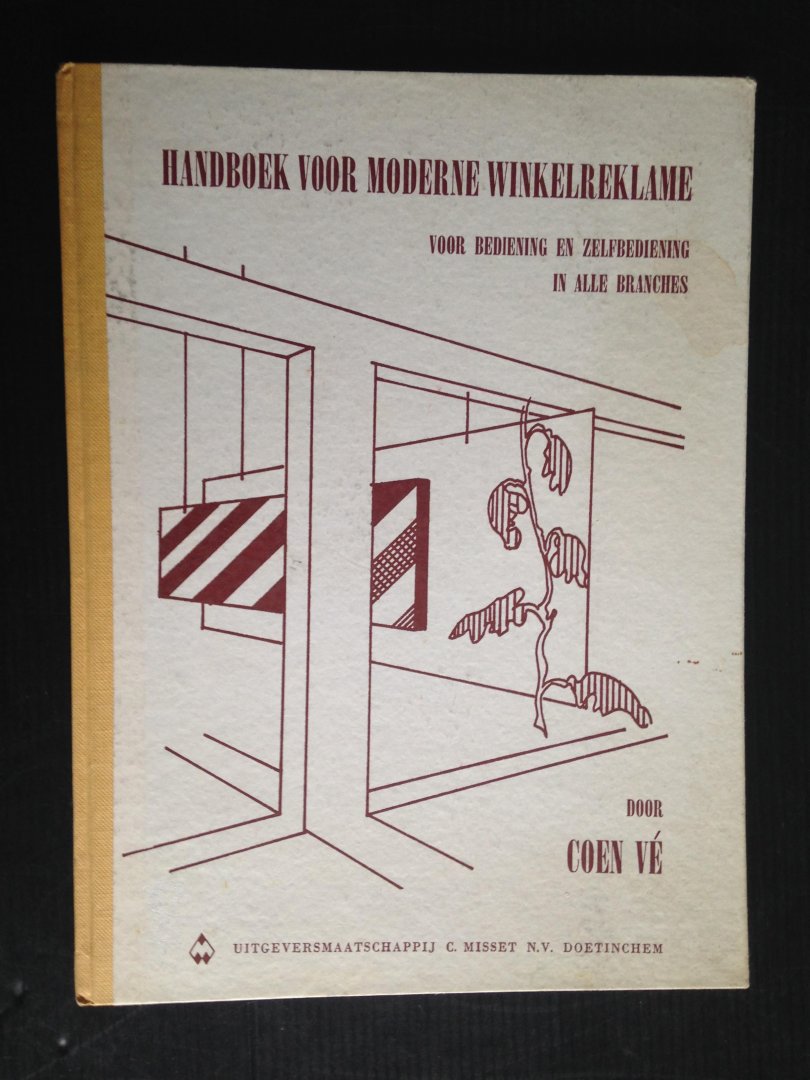 HANDBOEK VOOR MODERNE WINKELREKLAME
VOOR BEDIENING EN ZELFBEDIENING
IN ALLE BRANCHES
DOOR
COEN VÉ
UITGEVERSMAATSCHAPPIJ C. MISSET N.V. DOETINCHEM